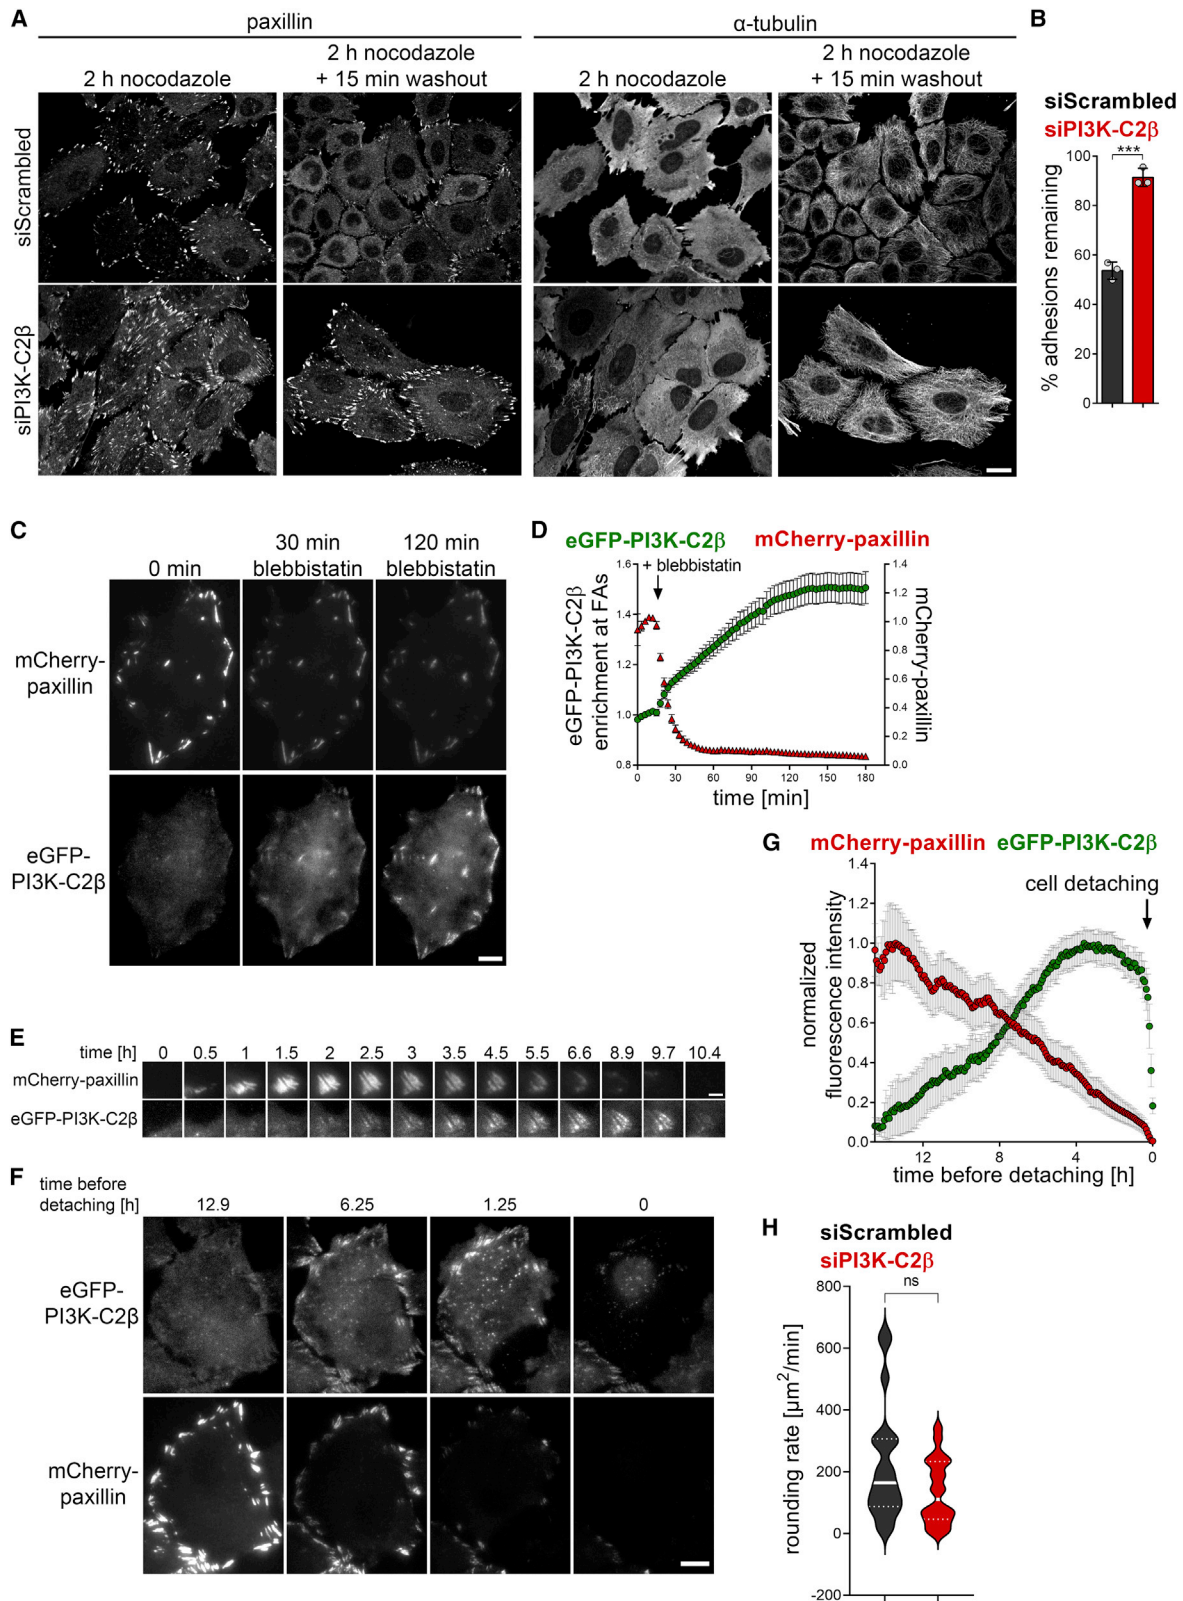 A
paxillin
α-tubulin
2 h nocodazole
2 h nocodazole
+ 15 min washout
2 h nocodazole
2 h nocodazole
+ 15 min washout
siScrambled
siPI3K-C2β
B
siScrambled
siPI3K-C2β
***
% adhesions remaining
100
80
60
40
20
0
C
0 min
30 min
blebbistatin
120 min
blebbistatin
mCherry-
paxillin
eGFP-
PI3K-C2β
D
eGFP-PI3K-C2β mCherry-paxillin
+ blebbistatin
eGFP-PI3K-C2β
enrichment at FAs
1.6
1.4
1.2
1.0
0.8
mCherry-paxillin
1.4
1.2
1.0
0.8
0.6
0.4
0.2
0.0
0 30 60 90 120 150 180
time [min]
E
time [h] 0 0.5 1 1.5 2 2.5 3 3.5 4.5 5.5 6.6 8.9 9.7 10.4
mCherry-paxillin
eGFP-PI3K-C2β
F
time before
detaching [h] 12.9 6.25 1.25 0
eGFP-
PI3K-C2β
mCherry-
paxillin
G
mCherry-paxillin eGFP-PI3K-C2β
cell detaching
normalized
fluorescence intensity
1.4
1.2
1.0
0.8
0.6
0.4
0.2
0.0
12 8 4 0
time before detaching [h]
H
siScrambled
siPI3K-C2β
ns
rounding rate [µm²/min]
800
600
400
200
0
-200